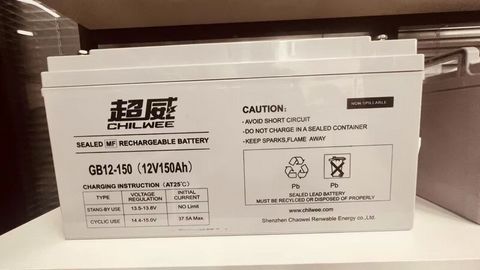 超威
CHILWEE
SEALED MF RECHARGEABLE BATTERY
GB12-150 (12V150Ah)
CHARGING INSTRUCTION (AT25℃)
TYPE VOLTAGE REGULATION INITIAL CURRENT
STAND-BY USE 13.5-13.8V NO Limit
CYCLIC USE 14.4-15.0V 37.5A Max.
CAUTION:
- AVOID SHORT CIRCUIT
- DO NOT CHARGE IN A SEALED CONTAINER
- KEEP SPARKS,FLAME AWAY
NON-SPILLABLE
Pb Pb
SEALED LEAD BATTERY
MUST BE RECYCLED OR DISPOSED OF PROPERLY
www.chilwee.com
Shenzhen Chaowei Renwable Energy co.,Ltd.